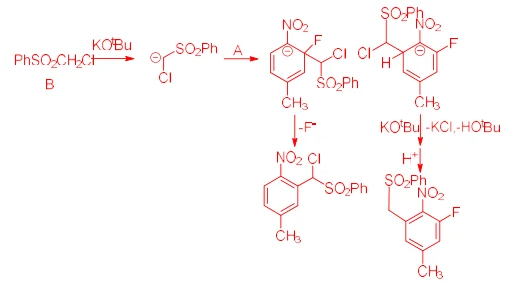 PhSO₂CH₂Cl
B
KOᵗBu
⊖
SO₂Ph
Cl
A
NO₂
F
⊖
Cl
SO₂Ph
CH₃
SO₂Ph
NO₂
Cl
H
⊖
F
CH₃
-F⁻
KOᵗBu -KCl,-HOᵗBu
H⁺
NO₂ Cl
SO₂Ph
CH₃
SO₂Ph
NO₂
F
CH₃